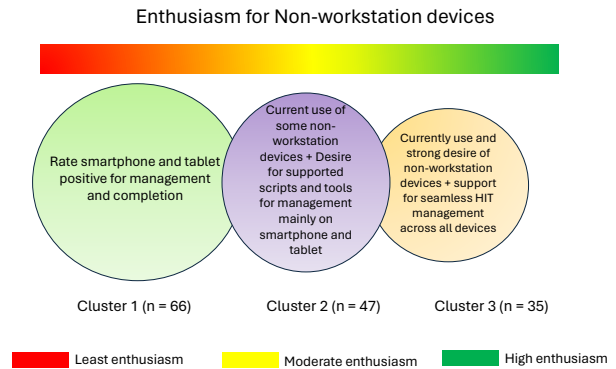 Enthusiasm for Non-workstation devices
Rate smartphone and tablet
positive for management
and completion
Current use of
some non-
workstation
devices + Desire
for supported
scripts and tools
for management
mainly on
smartphone and
tablet
Currently use and
strong desire of
non-workstation
devices + support
for seamless HIT
management
across all devices
Cluster 1 (n = 66)
Cluster 2 (n = 47)
Cluster 3 (n = 35)
Least enthusiasm
Moderate enthusiasm
High enthusiasm